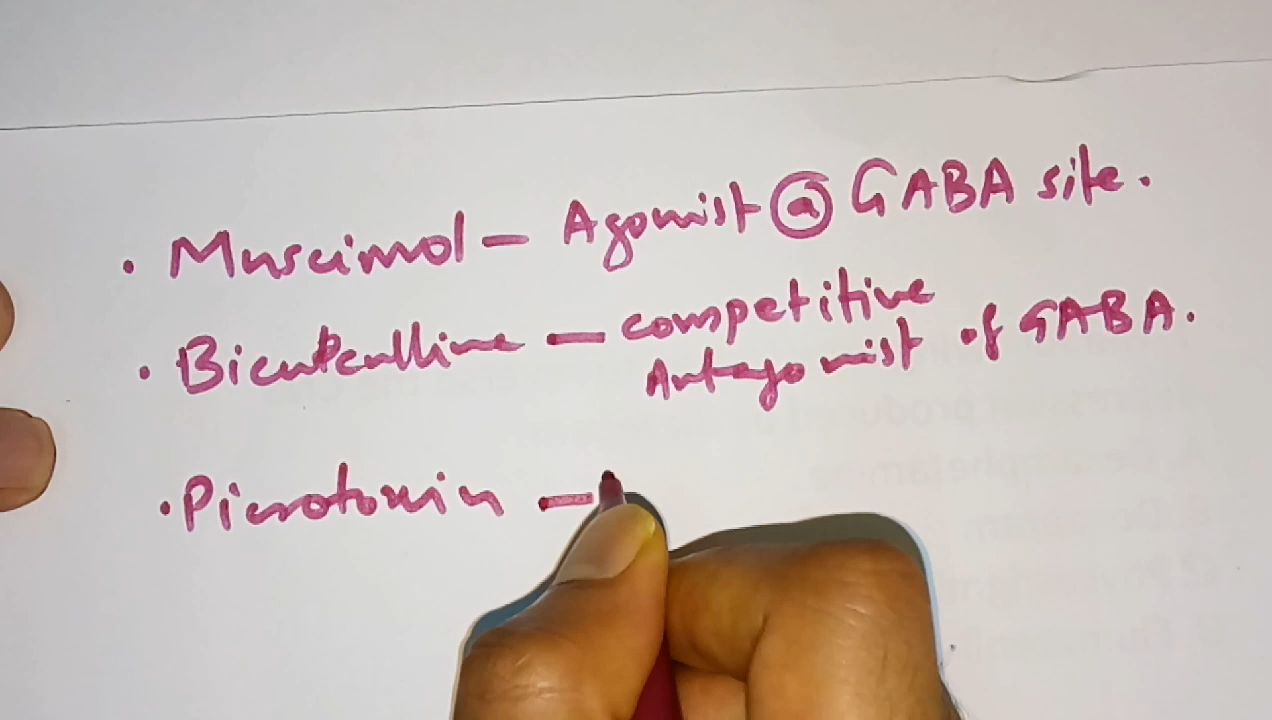 • Muscimol – Agonist @ GABA site.
• Bicuculline – competitive
Antagonist of GABA.
• Picrotoxin –